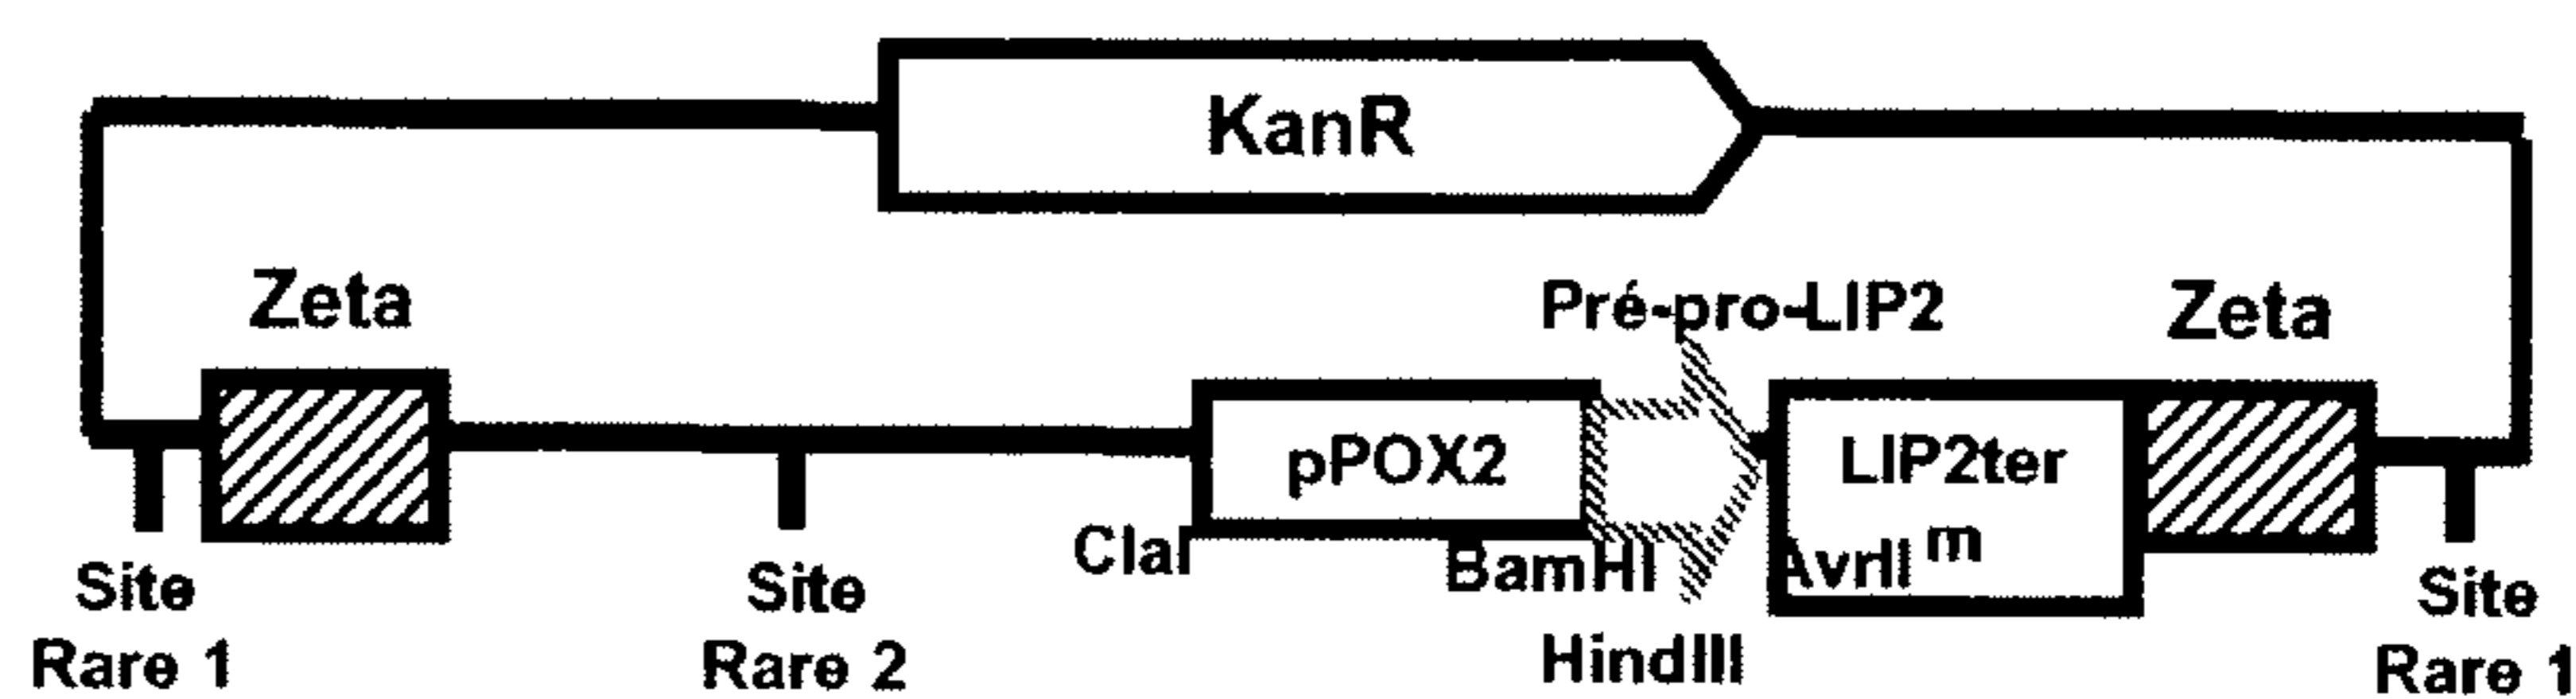 KanR
Zeta
Pré-pro-LIP2
Zeta
pPOX2
LIP2ter
m
ClaI
BamHI
AvrII
HindIII
Site
Rare 1
Site
Rare 2
Site
Rare 1